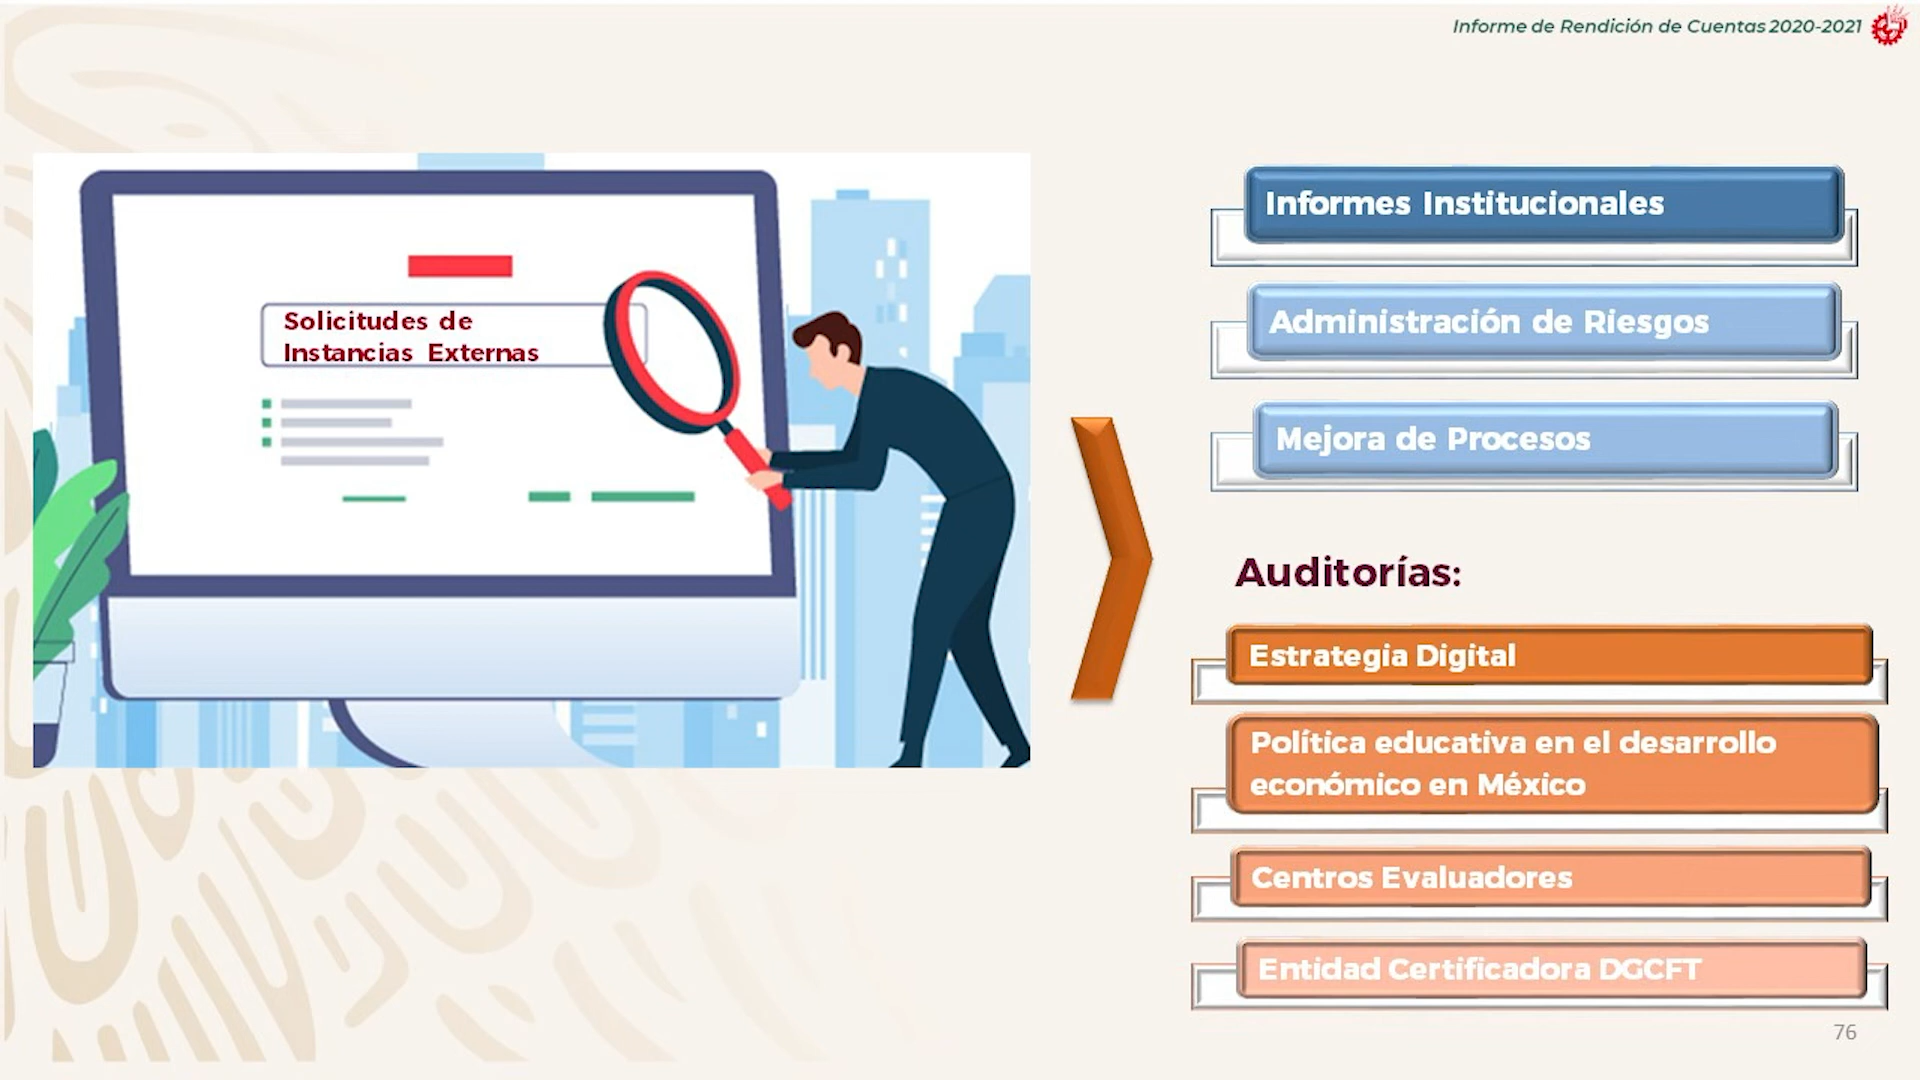 Informe de Rendición de Cuentas 2020-2021
Solicitudes de
Instancias Externas
Informes Institucionales
Administración de Riesgos
Mejora de Procesos
Auditorías:
Estrategia Digital
Política educativa en el desarrollo
económico en México
Centros Evaluadores
Entidad Certificadora DGCFT
76